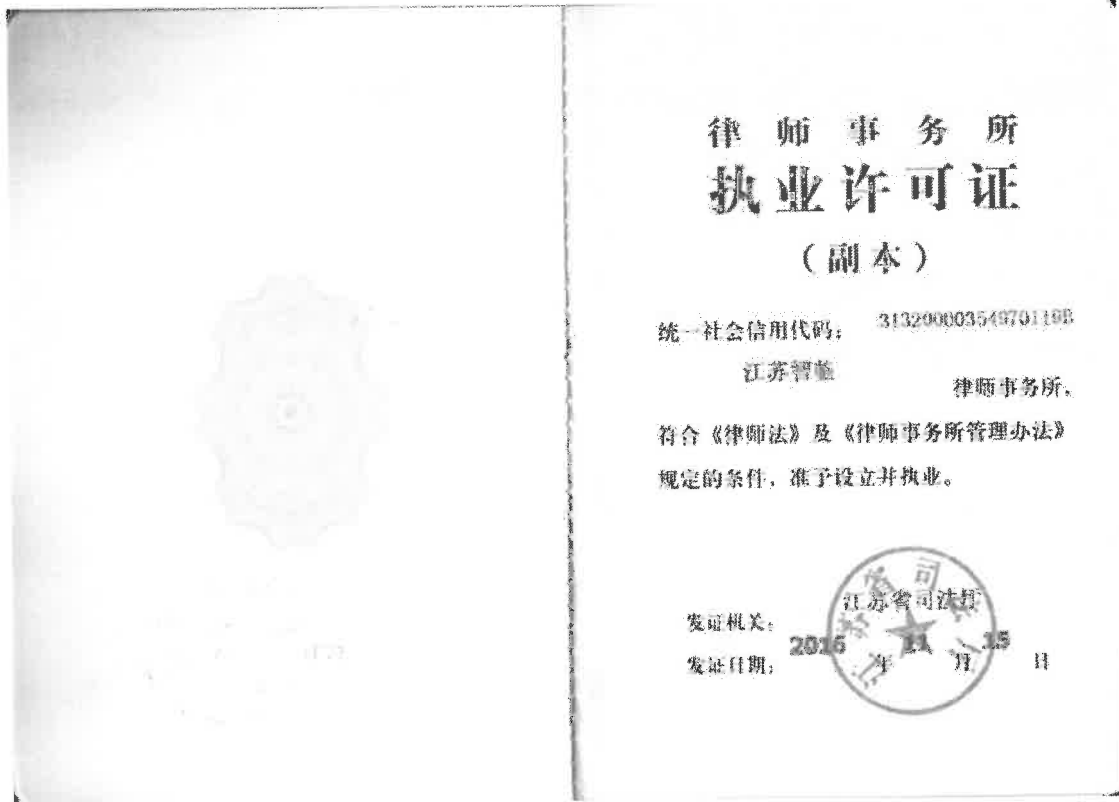 律师事务所
执业许可证
（副本）
统一社会信用代码：
江苏智
律师事务所，
符合《律师法》及《律师事务所管理办法》
规定的条件，准予设立并执业。
发证机关：江苏省司法厅
发证日期：年 11 月 15 日